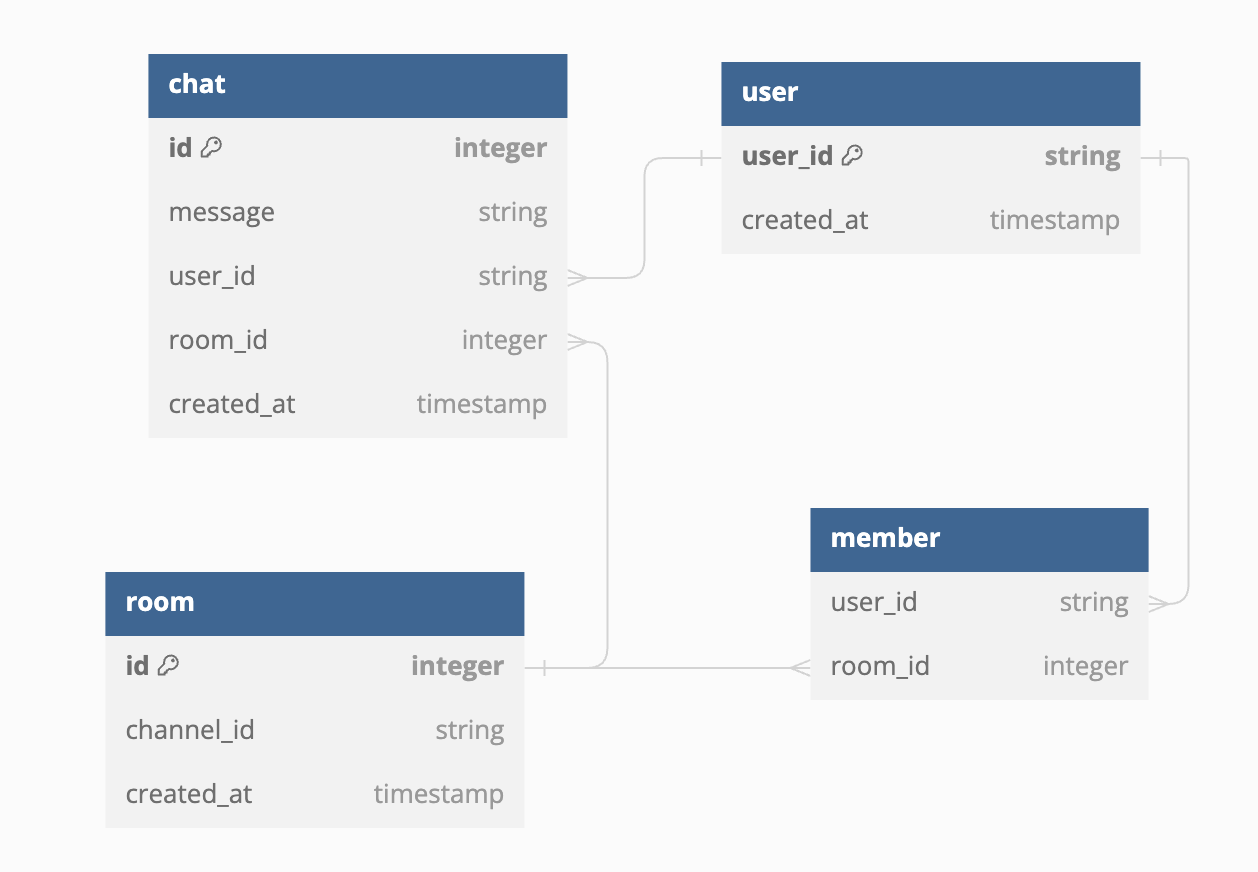 chat
id integer
message string
user_id string
room_id integer
created_at timestamp
user
user_id string
created_at timestamp
room
id integer
channel_id string
created_at timestamp
member
user_id string
room_id integer